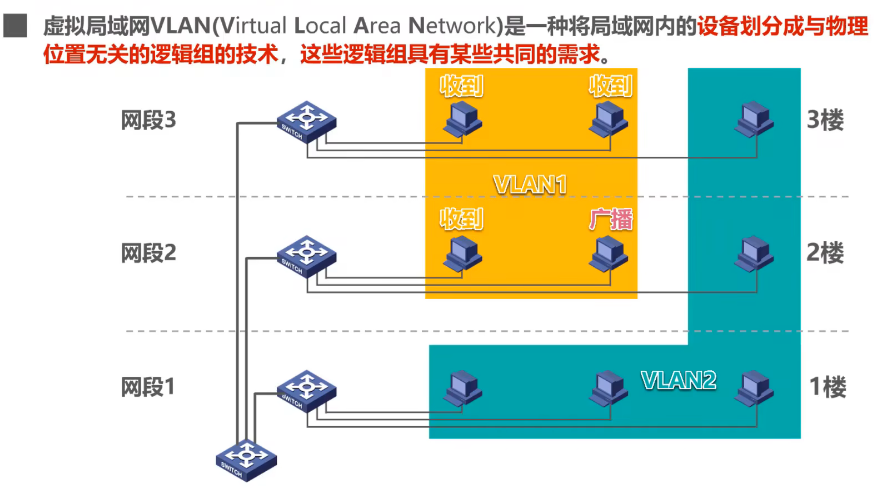 虚拟局域网VLAN(Virtual Local Area Network)是一种将局域网内的设备划分成与物理
位置无关的逻辑组的技术，这些逻辑组具有某些共同的需求。
收到 收到
网段3 SWITCH 3楼
VLAN1
收到 广播
网段2 SWITCH 2楼
VLAN2
网段1 SWITCH 1楼
SWITCH